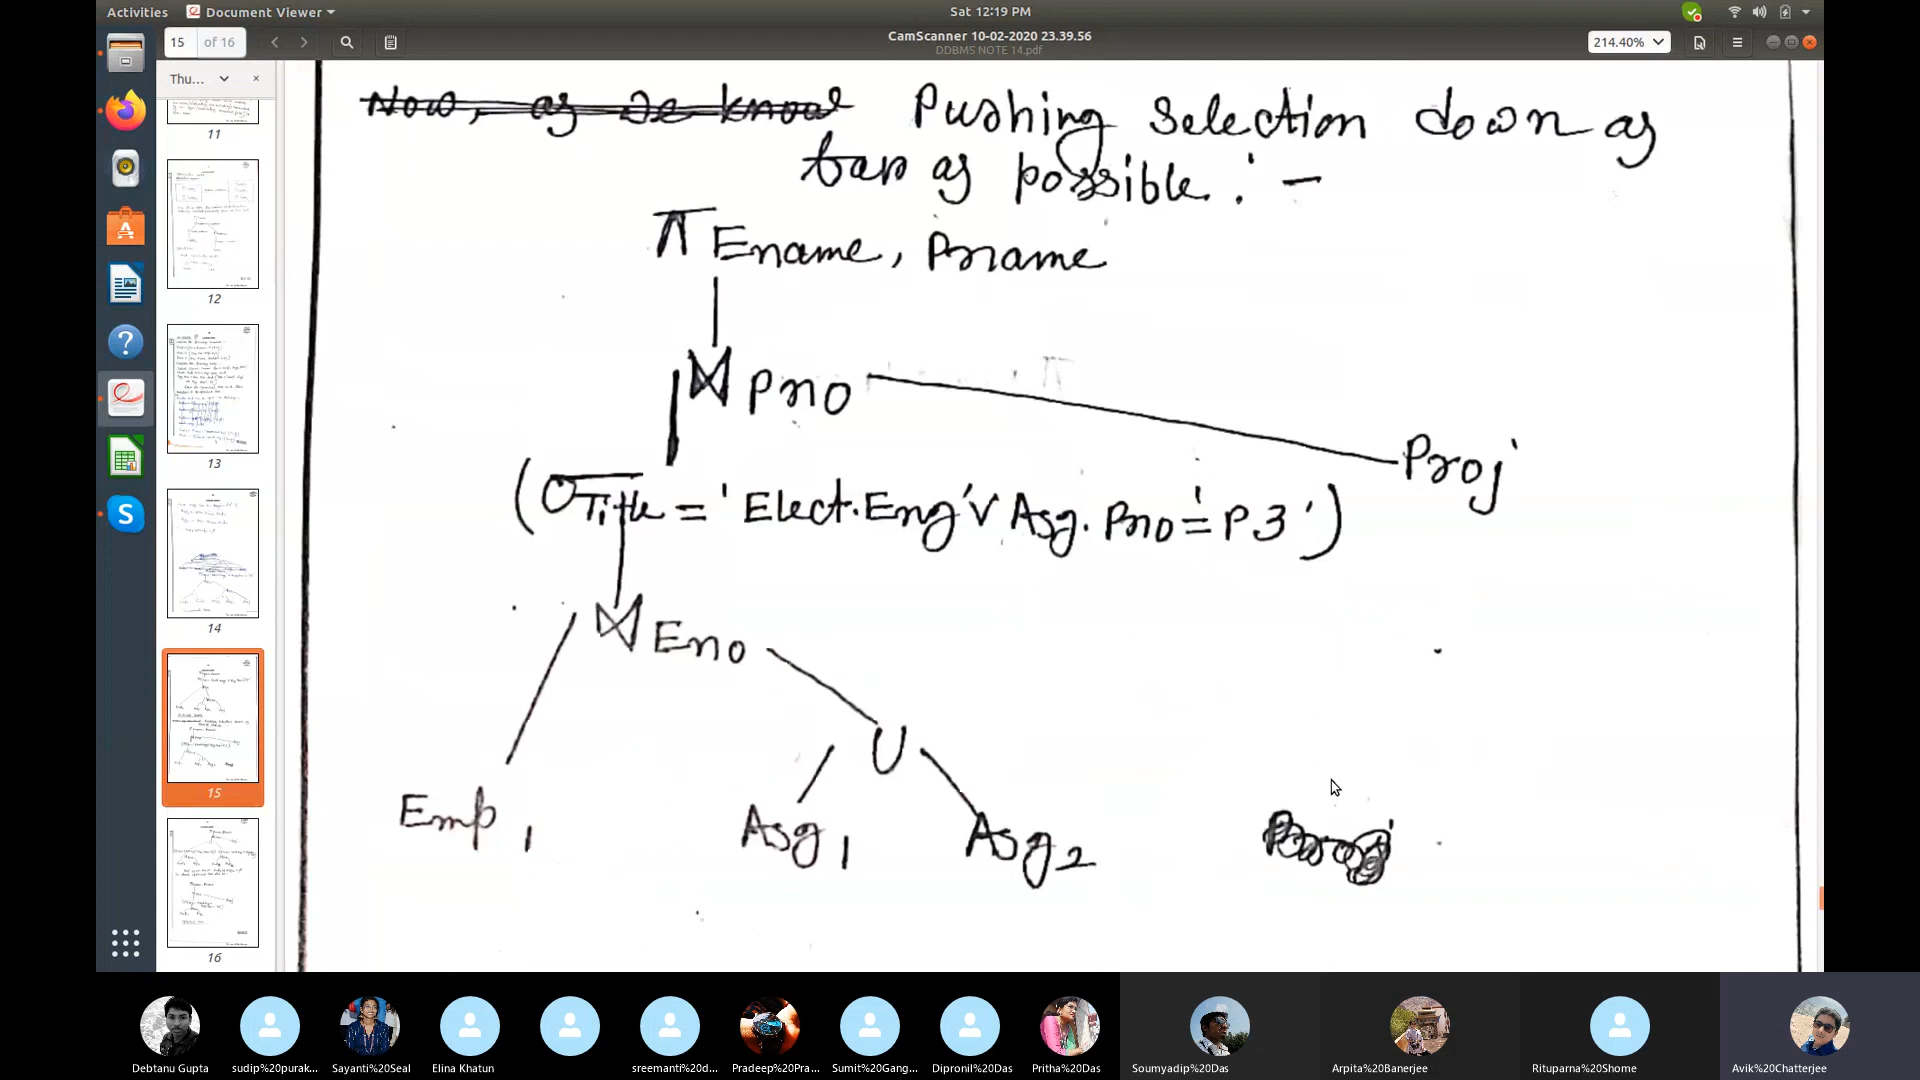 Activities
Document Viewer
Sat 12:19 PM
15
of 16
CamScanner 10-02-2020 23.39.56
DDBMS NOTE 14.pdf
214.40%
Thu...
11
12
13
14
15
16
Now, as we know Pushing Selection down as
far as possible :-
π Ename, Pname
⋈ Pno
Proj
(σTitle = 'Elect.Eng' V Asg. Pno = 'P3')
⋈ Eno
U
Emp1
Asg1
Asg2
Proj
Debtanu Gupta
sudip%20purak...
Sayanti%20Seal
Elina Khatun
sreemanti%20d...
Pradeep%20Pra...
Sumit%20Gang...
Dipronil%20Das
Pritha%20Das
Soumyadip%20Das
Arpita%20Banerjee
Rituparna%20Shome
Avik%20Chatterjee